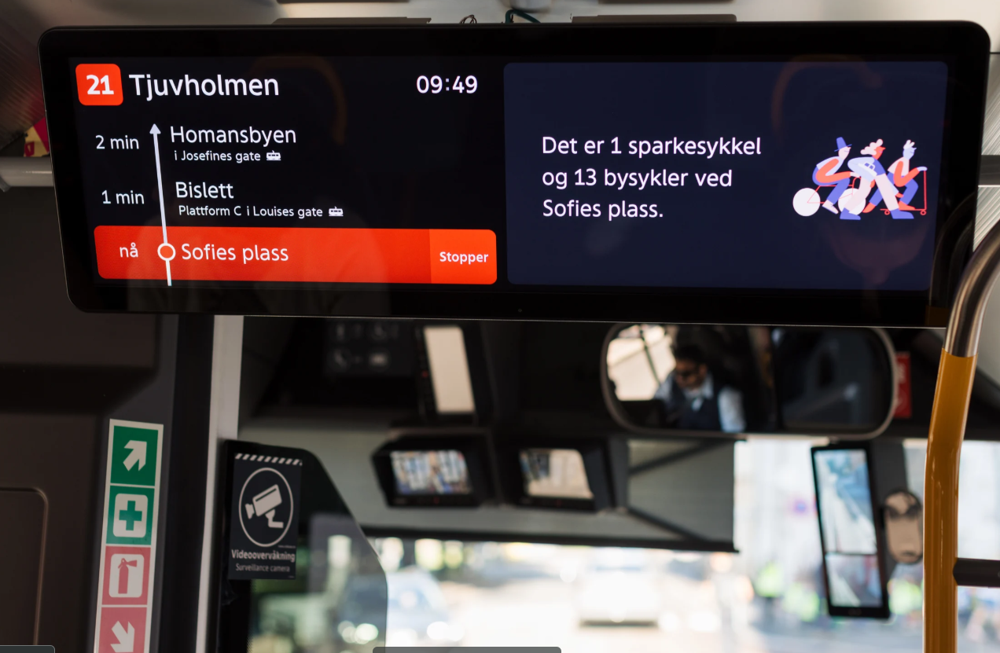 21 Tjuvholmen 09:49
2 min Homansbyen
i Josefines gate
1 min Bislett
Plattform C i Louises gate
nå Sofies plass Stopper
Det er 1 sparkesykkel
og 13 bysykler ved
Sofies plass.
Videoovervåkning
Surveillance camera